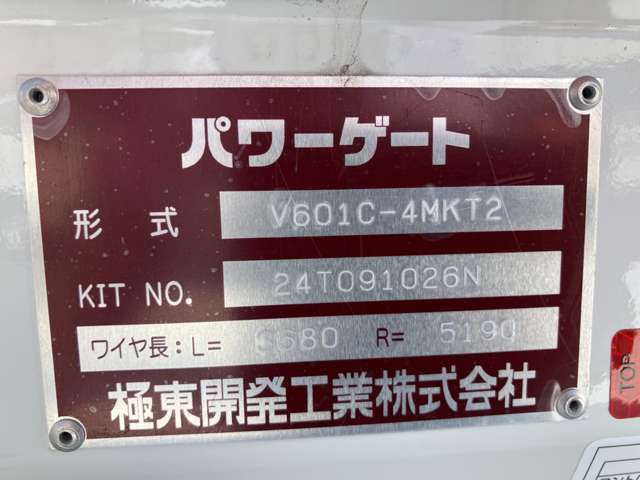 パワーゲート
形式 V601C-4MKT2
KIT NO. 24T091026N
ワイヤ長：L= R= 5190
極東開発工業株式会社
TOP